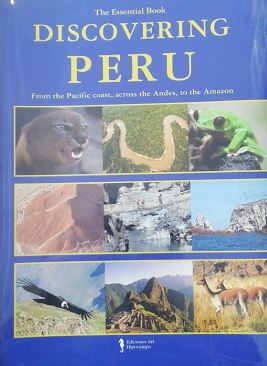 The Essential Book
DISCOVERING
PERU
From the Pacific coast, across the Andes, to the Amazon
Ediciones del
Hipocampo